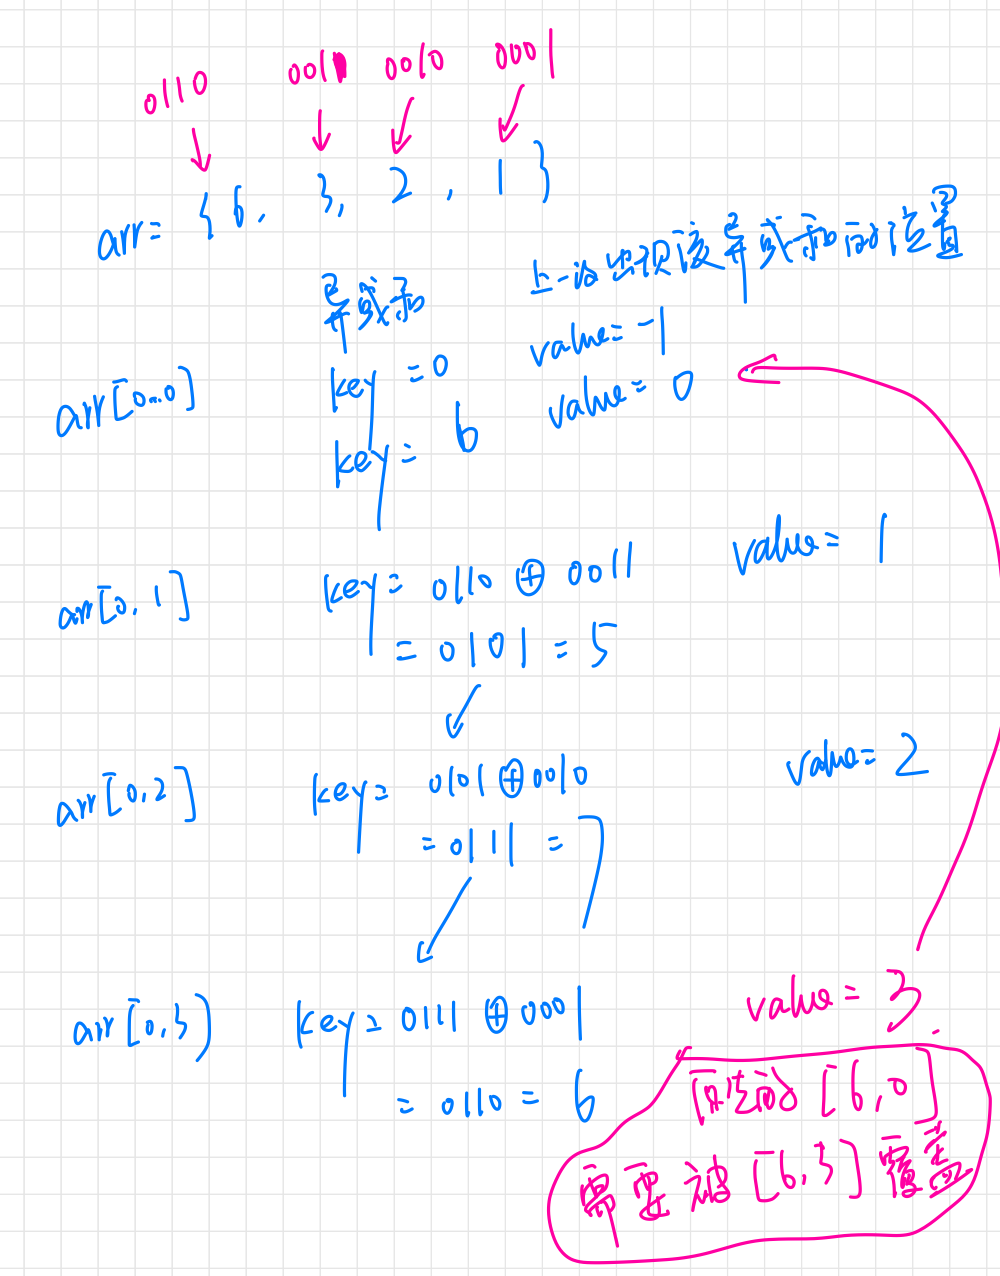 0110 0011 0010 0001
arr= {6, 3, 2, 1}
异或和 上一次出现该异或和的位置
key=0 value=-1
arr[0...0] key=6 value=0
arr[0,1] key=0110⊕0011 value=1
=0101=5
arr[0,2] key=0101⊕0010 value=2
=0111=7
arr[0,3) key=0111⊕0001 value=3.
=0110=6
原先的[6,0]
需要被[6,3]覆盖